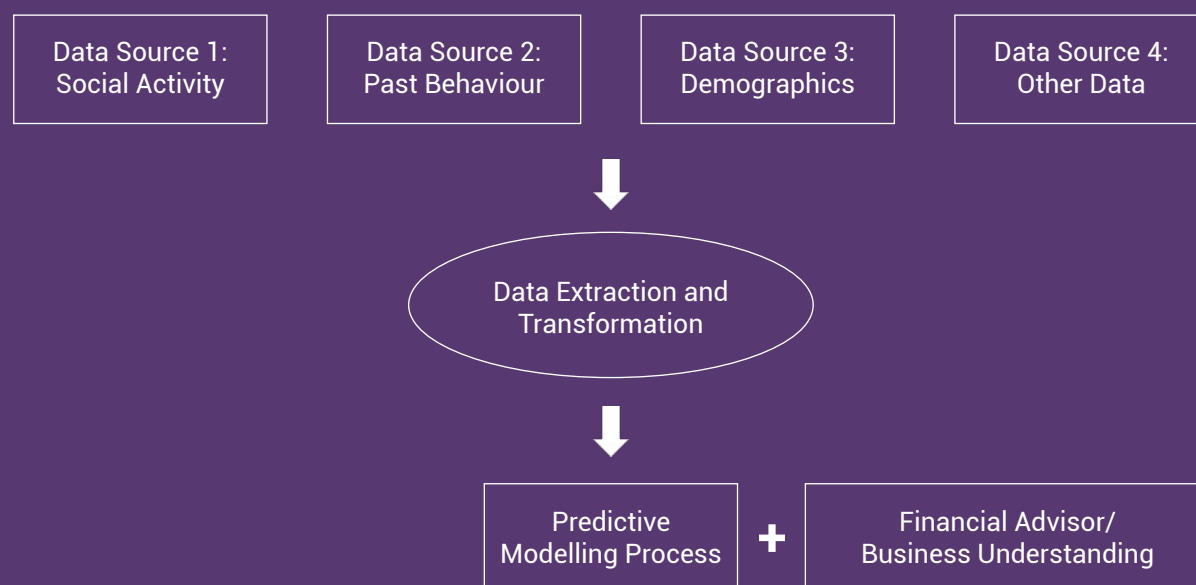 Data Source 1:
Social Activity
Data Source 2:
Past Behaviour
Data Source 3:
Demographics
Data Source 4:
Other Data
Data Extraction and
Transformation
Predictive
Modelling Process
+
Financial Advisor/
Business Understanding